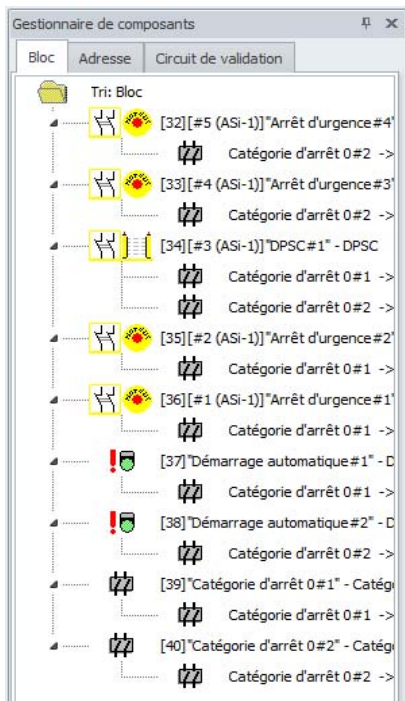 Gestionnaire de composants
Bloc Adresse Circuit de validation
Tri: Bloc
[32][#5 (ASi-1)]"Arrêt d'urgence#4"
Catégorie d'arrêt 0#2 ->
[33][#4 (ASi-1)]"Arrêt d'urgence#3"
Catégorie d'arrêt 0#2 ->
[34][#3 (ASi-1)]"DPSC#1" - DPSC
Catégorie d'arrêt 0#1 ->
Catégorie d'arrêt 0#2 ->
[35][#2 (ASi-1)]"Arrêt d'urgence#2"
Catégorie d'arrêt 0#1 ->
[36][#1 (ASi-1)]"Arrêt d'urgence#1"
Catégorie d'arrêt 0#1 ->
[37]"Démarrage automatique#1" - D
Catégorie d'arrêt 0#1 ->
[38]"Démarrage automatique#2" - D
Catégorie d'arrêt 0#2 ->
[39]"Catégorie d'arrêt 0#1" - Catég
Catégorie d'arrêt 0#1 ->
[40]"Catégorie d'arrêt 0#2" - Catég
Catégorie d'arrêt 0#2 ->